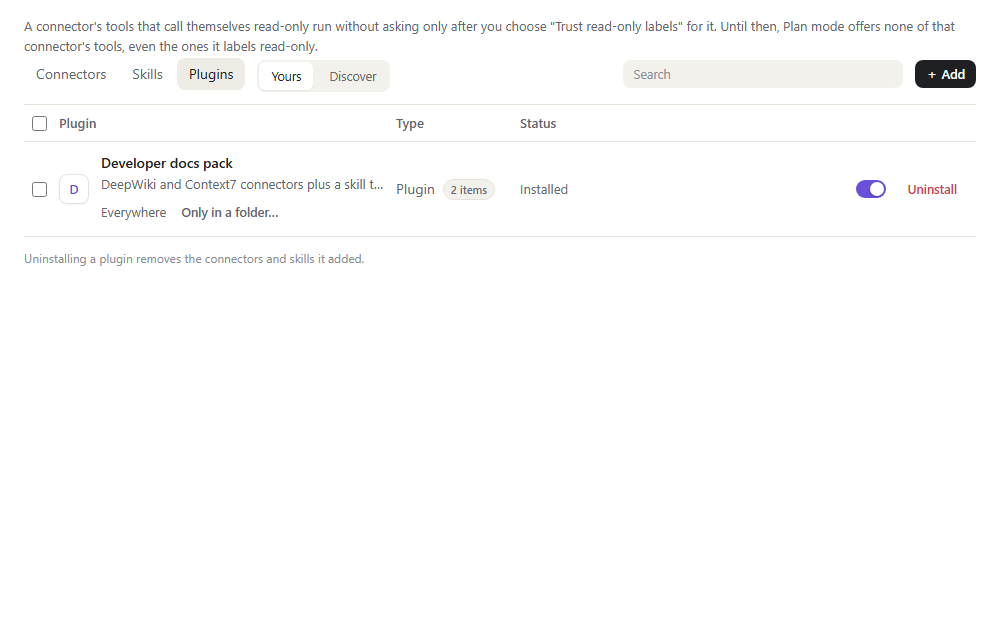 A connector's tools that call themselves read-only run without asking only after you choose "Trust read-only labels" for it. Until then, Plan mode offers none of that
connector's tools, even the ones it labels read-only.
Connectors Skills Plugins Yours Discover Search + Add
Plugin Type Status
Developer docs pack
D DeepWiki and Context7 connectors plus a skill t... Plugin 2 items Installed Uninstall
Everywhere Only in a folder...
Uninstalling a plugin removes the connectors and skills it added.